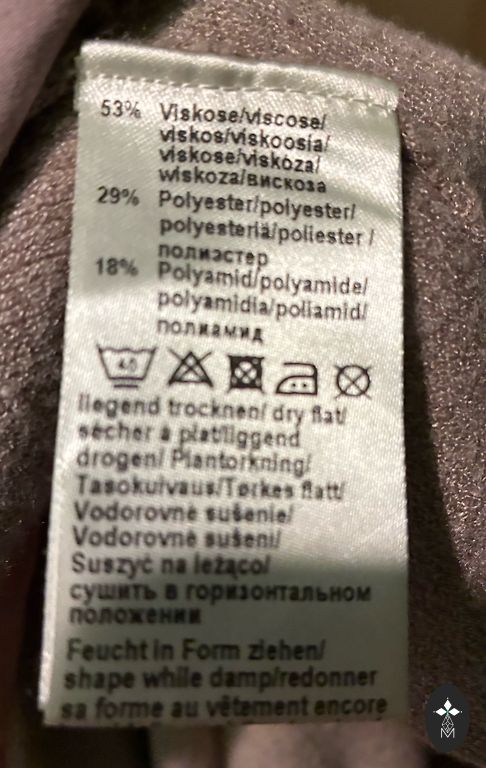 53% Viskose/viscose/
viskos/viskoosia/
viskose/viskóza/
wiskoza/вискоза
29% Polyester/polyester/
polyesteriä/poliester /
полиэстер
18% Polyamid/polyamide/
polyamidia/poliamid/
полиамид
40
liegend trocknen/ dry flat/
sécher à plat/liggend
drogen/ Plantorkning/
Tasokuivaus/Tørkes flatt/
Vodorovné sušenie/
Vodorovné sušení/
Suszyć na leżąco/
сушить в горизонтальном
положении
Feucht in Form ziehen/
shape while damp/redonner
sa forme au vêtement encore
M